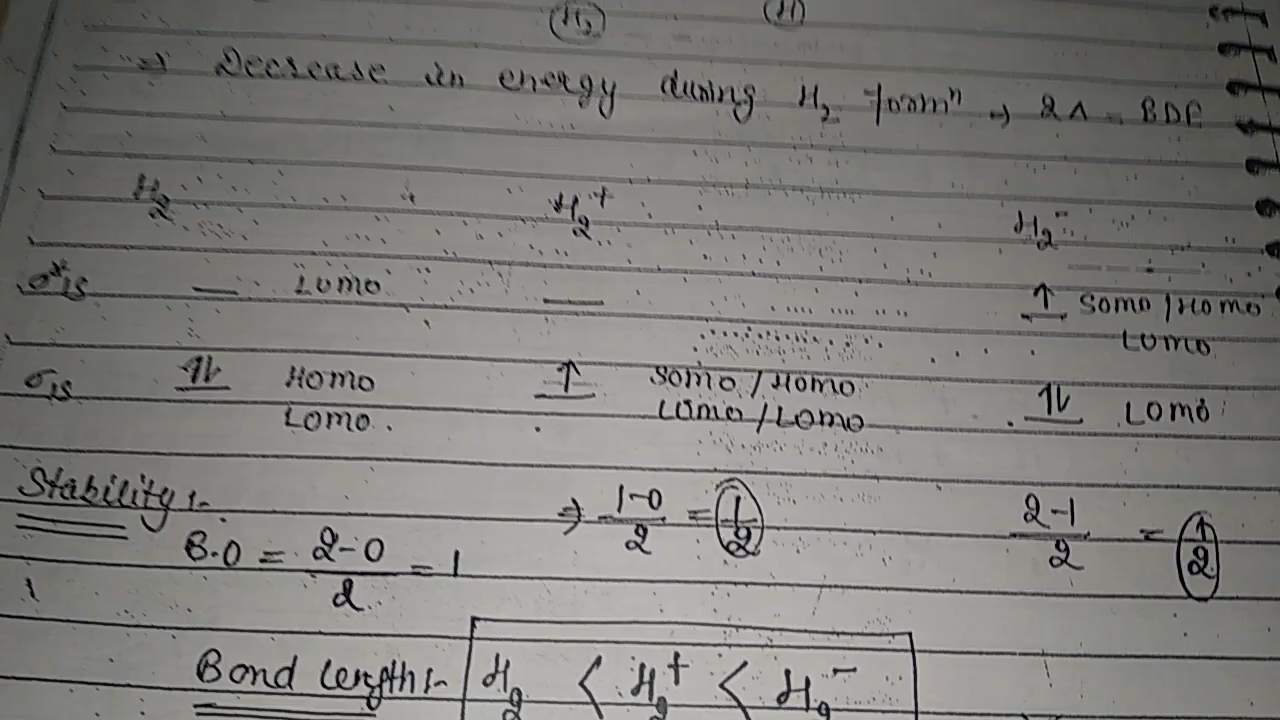 (H₂) (H)
⇒ Decrease in energy during H₂ formⁿ → 2Δ = BDE
H₂ H₂⁺ H₂⁻
σ*1s — LUMO — ↑ SOMO/HOMO
LUMO
σ1s ↑↓ HOMO ↑ SOMO/HOMO ↑↓ LOMO
LOMO. LUMO/LOMO
Stability :-
B.O = (2-0)/2 = 1 ⇒ (1-0)/2 = 1/2 (2-1)/2 = 1/2
Bond length :- H₂ < H₂⁺ < H₂⁻